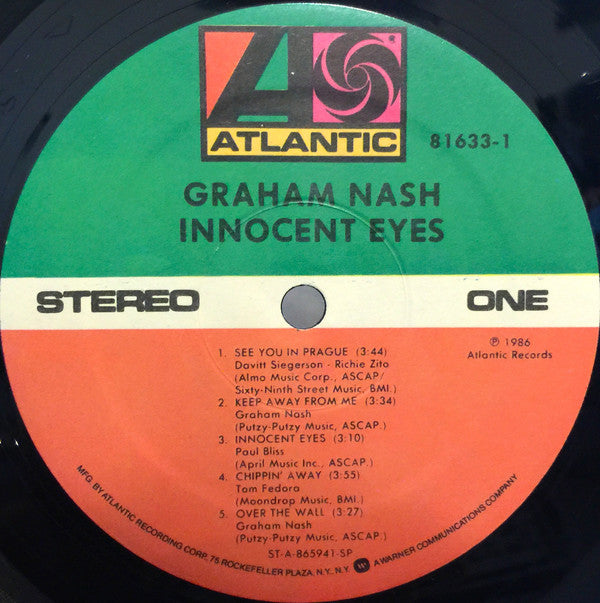 ATLANTIC
81633-1
GRAHAM NASH
INNOCENT EYES
STEREO
ONE
℗ 1986
Atlantic Records
1. SEE YOU IN PRAGUE (3:44)
Davitt Siegerson - Richie Zito
(Almo Music Corp., ASCAP/
Sixty-Ninth Street Music, BMI.)
2. KEEP AWAY FROM ME (3:34)
Graham Nash
(Putzy-Putzy Music, ASCAP.)
3. INNOCENT EYES (3:10)
Paul Bliss
(April Music Inc., ASCAP.)
4. CHIPPIN' AWAY (3:55)
Tom Fedora
(Moondrop Music, BMI.)
5. OVER THE WALL (3:27)
Graham Nash
(Putzy-Putzy Music, ASCAP.)
ST-A-865941-SP
MFG. BY ATLANTIC RECORDING CORP., 75 ROCKEFELLER PLAZA, N.Y., N.Y. A WARNER COMMUNICATIONS COMPANY